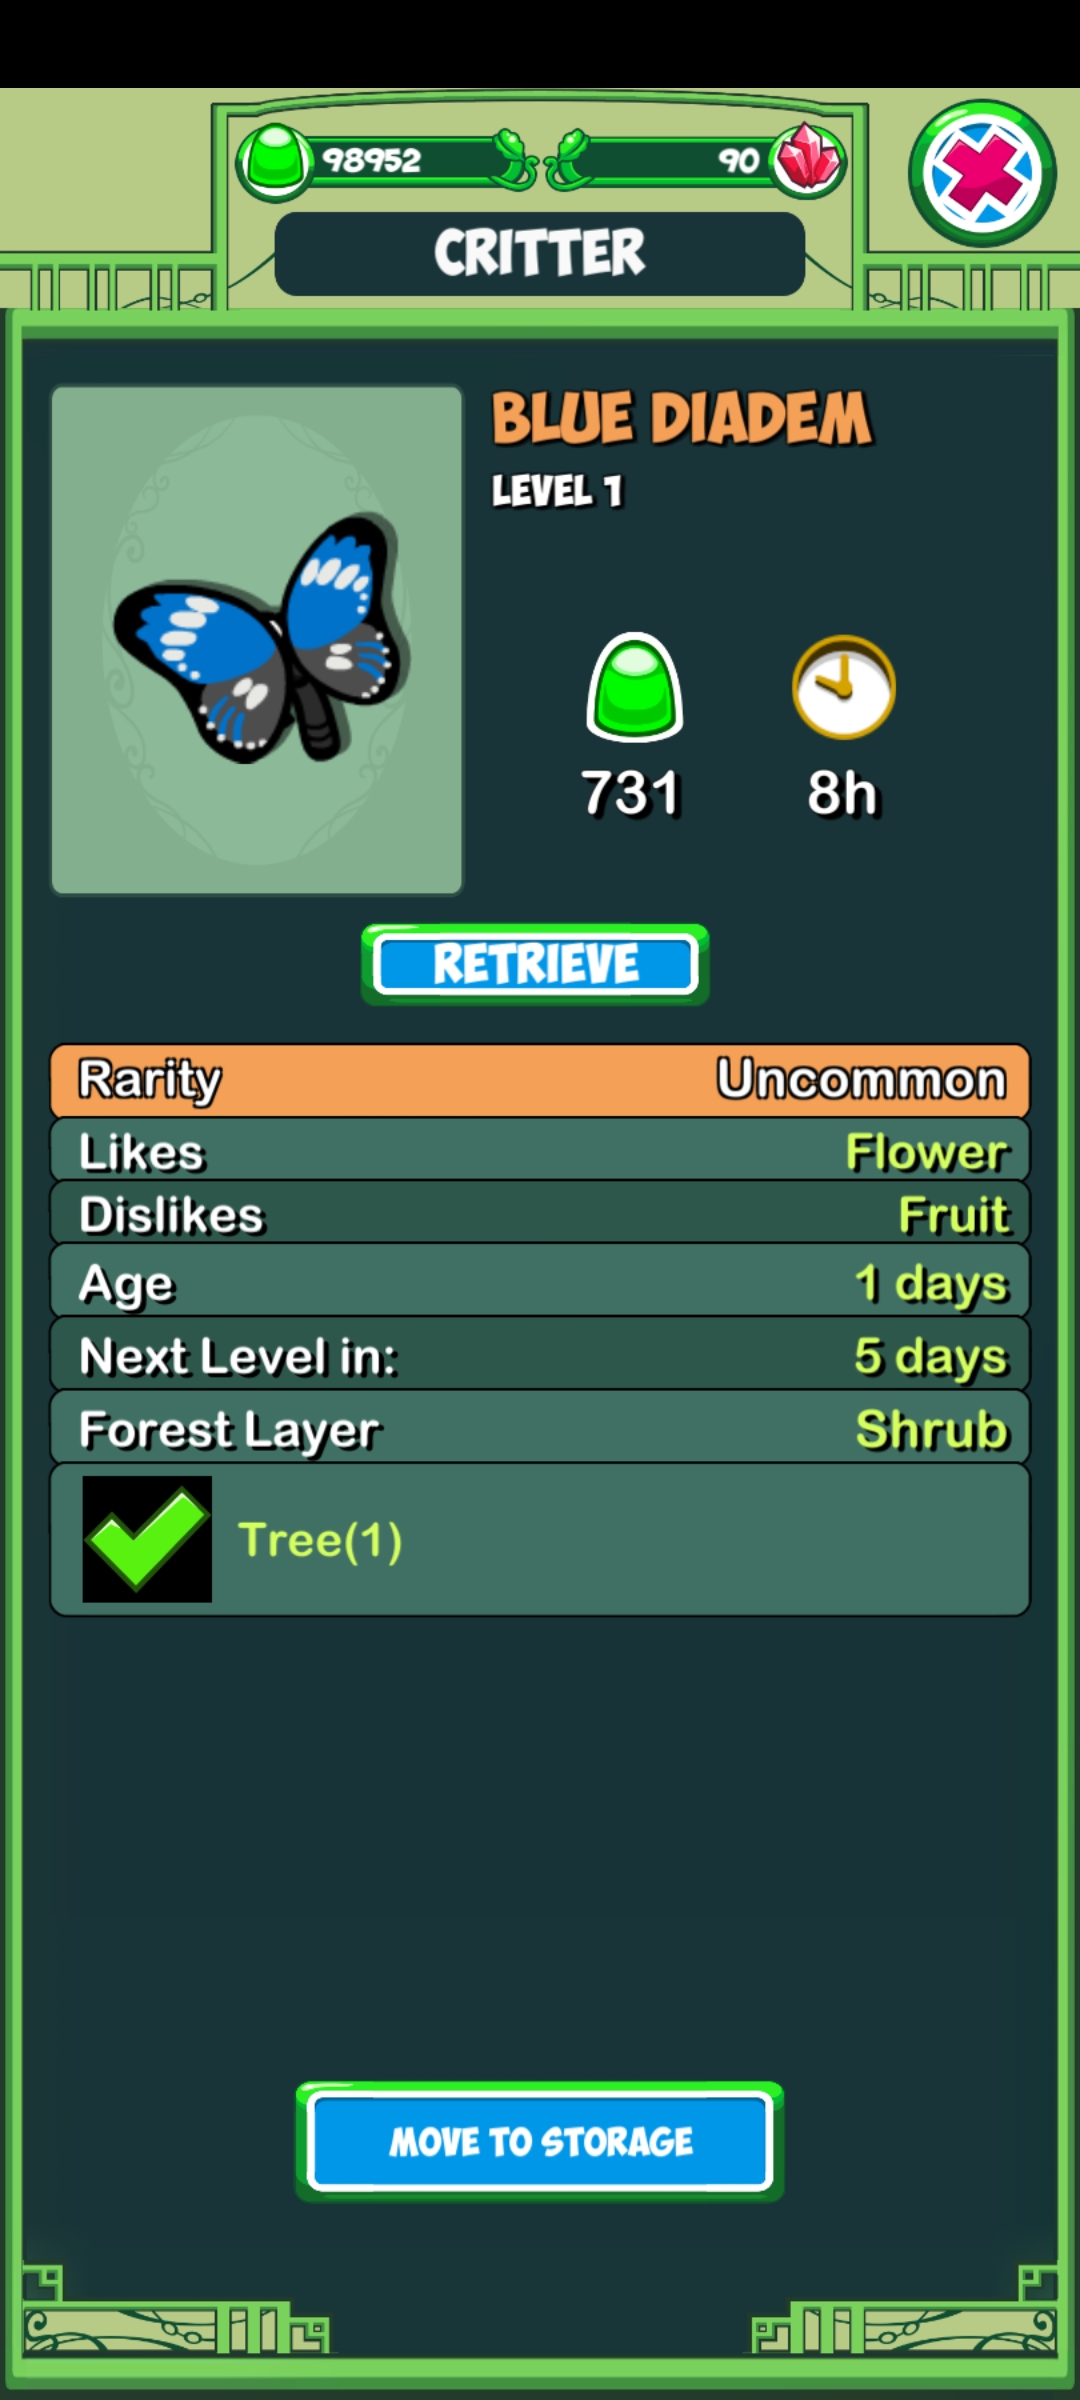 98952 90
CRITTER
BLUE DIADEM
LEVEL 1
731 8h
RETRIEVE
Rarity Uncommon
Likes Flower
Dislikes Fruit
Age 1 days
Next Level in: 5 days
Forest Layer Shrub
Tree(1)
MOVE TO STORAGE